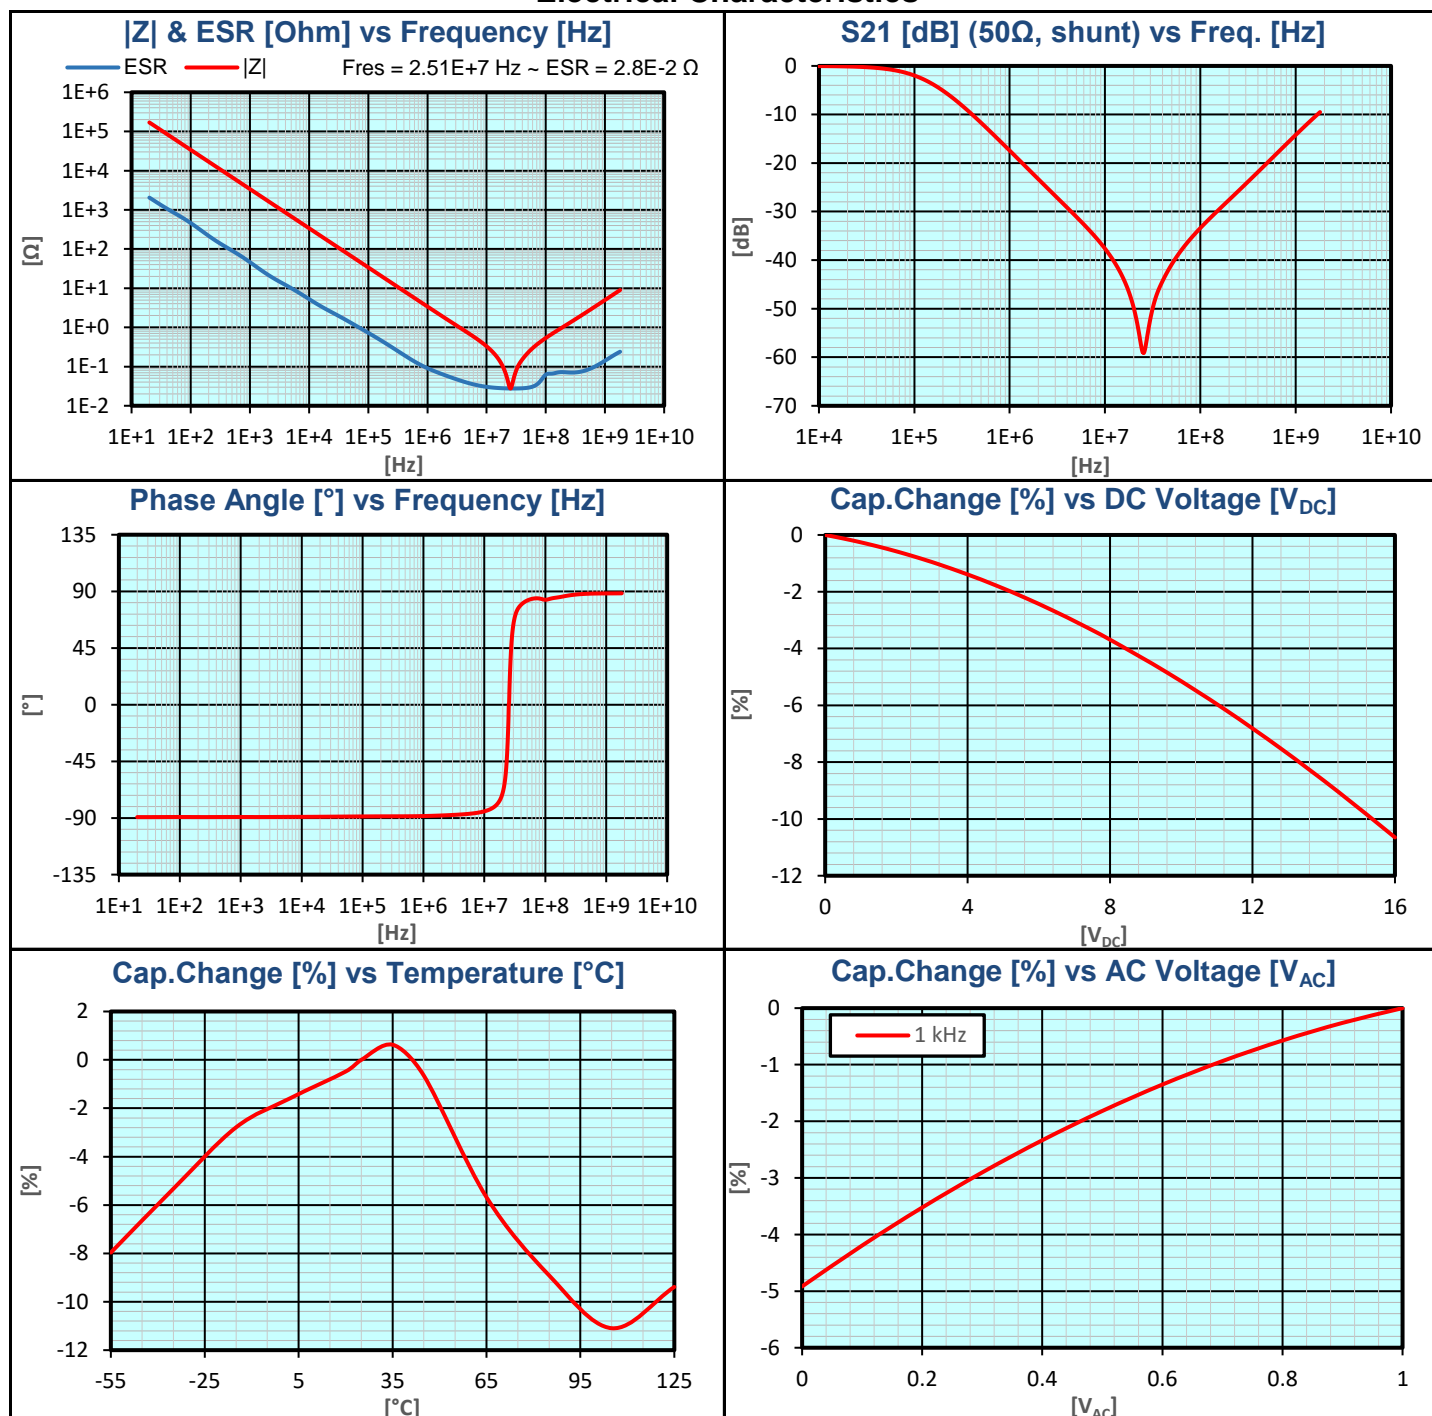 Electrical Characteristics
|Z| & ESR [Ohm] vs Frequency [Hz]
ESR |Z| Fres = 2.51E+7 Hz ~ ESR = 2.8E-2 Ω
1E+6
1E+5
1E+4
1E+3
1E+2
1E+1
1E+0
1E-1
1E-2
[Ω]
1E+1 1E+2 1E+3 1E+4 1E+5 1E+6 1E+7 1E+8 1E+9 1E+10
[Hz]
S21 [dB] (50Ω, shunt) vs Freq. [Hz]
0
-10
-20
-30
-40
-50
-60
-70
[dB]
1E+4 1E+5 1E+6 1E+7 1E+8 1E+9 1E+10
[Hz]
Phase Angle [°] vs Frequency [Hz]
135
90
45
0
-45
-90
-135
[°]
1E+1 1E+2 1E+3 1E+4 1E+5 1E+6 1E+7 1E+8 1E+9 1E+10
[Hz]
Cap.Change [%] vs DC Voltage [VDC]
0
-2
-4
-6
-8
-10
-12
[%]
0 4 8 12 16
[VDC]
Cap.Change [%] vs Temperature [°C]
2
0
-2
-4
-6
-8
-10
-12
[%]
-55 -25 5 35 65 95 125
[°C]
Cap.Change [%] vs AC Voltage [VAC]
1 kHz
0
-1
-2
-3
-4
-5
-6
[%]
0 0.2 0.4 0.6 0.8 1
[VAC]